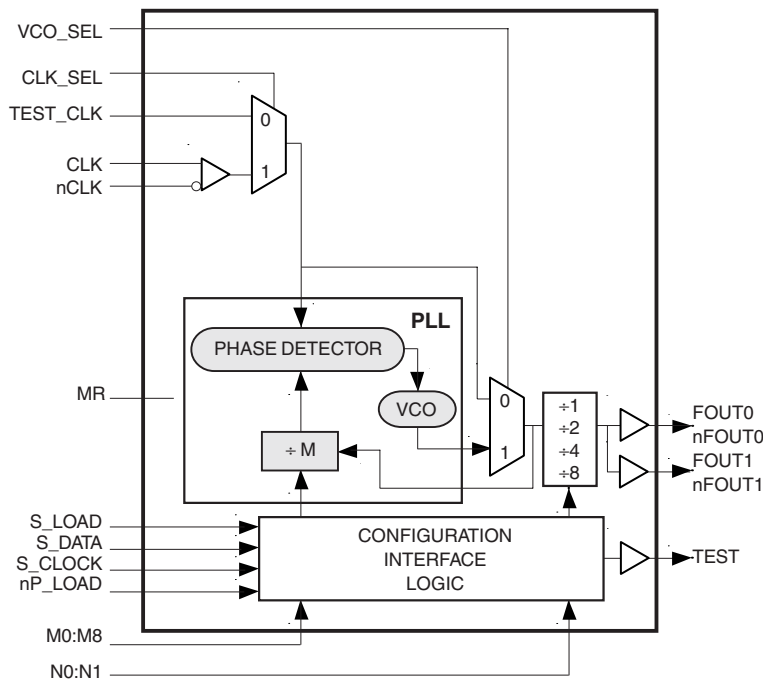 VCO_SEL
CLK_SEL
TEST_CLK
0
CLK
1
nCLK
PLL
PHASE DETECTOR
MR
VCO
0
÷1
FOUT0
÷2
nFOUT0
÷ M
1
÷4
FOUT1
÷8
nFOUT1
S_LOAD
S_DATA
S_CLOCK
nP_LOAD
CONFIGURATION
INTERFACE
LOGIC
TEST
M0:M8
N0:N1